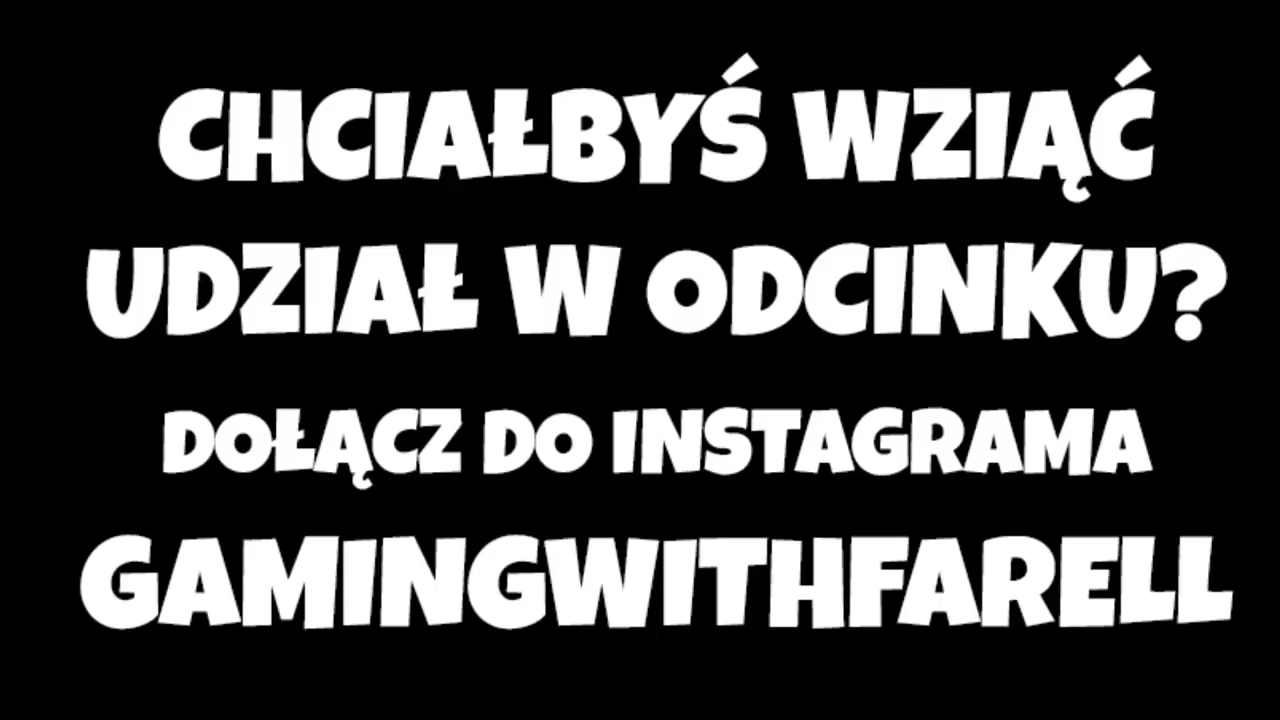 CHCIAŁBYŚ WZIĄĆ
UDZIAŁ W ODCINKU?
DOŁĄCZ DO INSTAGRAMA
GAMINGWITHFARELL